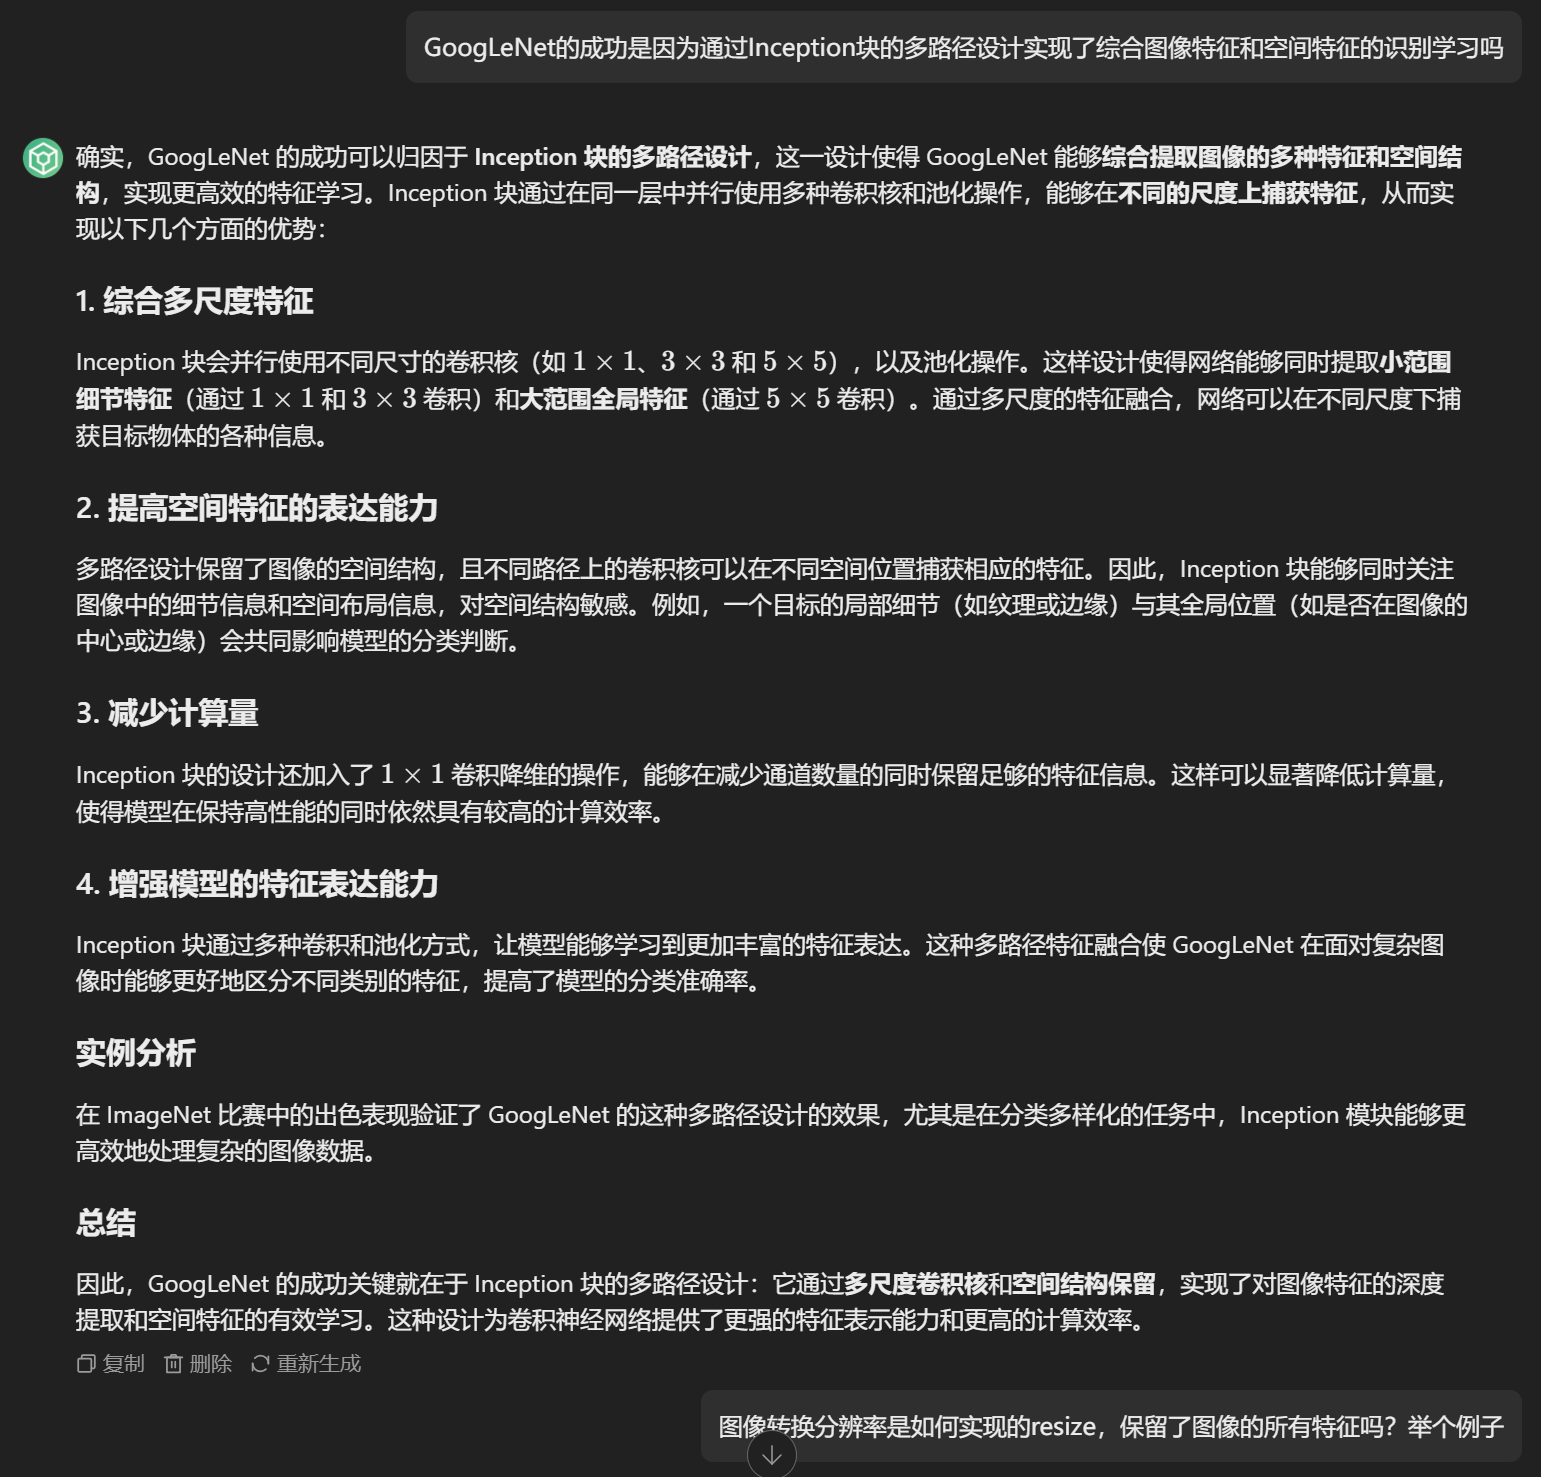 GoogLeNet的成功是因为通过Inception块的多路径设计实现了综合图像特征和空间特征的识别学习吗
确实，GoogLeNet 的成功可以归因于 Inception 块的多路径设计，这一设计使得 GoogLeNet 能够综合提取图像的多种特征和空间结
构，实现更高效的特征学习。Inception 块通过在同一层中并行使用多种卷积核和池化操作，能够在不同的尺度上捕获特征，从而实
现以下几个方面的优势：
1. 综合多尺度特征
Inception 块会并行使用不同尺寸的卷积核（如 1 × 1、3 × 3 和 5 × 5），以及池化操作。这样设计使得网络能够同时提取小范围
细节特征（通过 1 × 1 和 3 × 3 卷积）和大范围全局特征（通过 5 × 5 卷积）。通过多尺度的特征融合，网络可以在不同尺度下捕
获目标物体的各种信息。
2. 提高空间特征的表达能力
多路径设计保留了图像的空间结构，且不同路径上的卷积核可以在不同空间位置捕获相应的特征。因此，Inception 块能够同时关注
图像中的细节信息和空间布局信息，对空间结构敏感。例如，一个目标的局部细节（如纹理或边缘）与其全局位置（如是否在图像的
中心或边缘）会共同影响模型的分类判断。
3. 减少计算量
Inception 块的设计还加入了 1 × 1 卷积降维的操作，能够在减少通道数量的同时保留足够的特征信息。这样可以显著降低计算量，
使得模型在保持高性能的同时依然具有较高的计算效率。
4. 增强模型的特征表达能力
Inception 块通过多种卷积和池化方式，让模型能够学习到更加丰富的特征表达。这种多路径特征融合使 GoogLeNet 在面对复杂图
像时能够更好地区分不同类别的特征，提高了模型的分类准确率。
实例分析
在 ImageNet 比赛中的出色表现验证了 GoogLeNet 的这种多路径设计的效果，尤其是在分类多样化的任务中，Inception 模块能够更
高效地处理复杂的图像数据。
总结
因此，GoogLeNet 的成功关键就在于 Inception 块的多路径设计：它通过多尺度卷积核和空间结构保留，实现了对图像特征的深度
提取和空间特征的有效学习。这种设计为卷积神经网络提供了更强的特征表示能力和更高的计算效率。
复制 删除 重新生成
图像转换分辨率是如何实现的resize，保留了图像的所有特征吗？举个例子